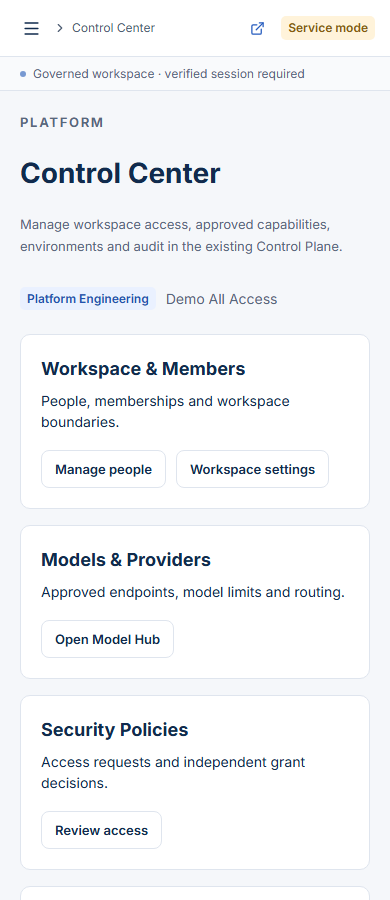 Control Center
Service mode
Governed workspace · verified session required
PLATFORM
Control Center
Manage workspace access, approved capabilities,
environments and audit in the existing Control Plane.
Platform Engineering
Demo All Access
Workspace & Members
People, memberships and workspace
boundaries.
Manage people
Workspace settings
Models & Providers
Approved endpoints, model limits and routing.
Open Model Hub
Security Policies
Access requests and independent grant
decisions.
Review access